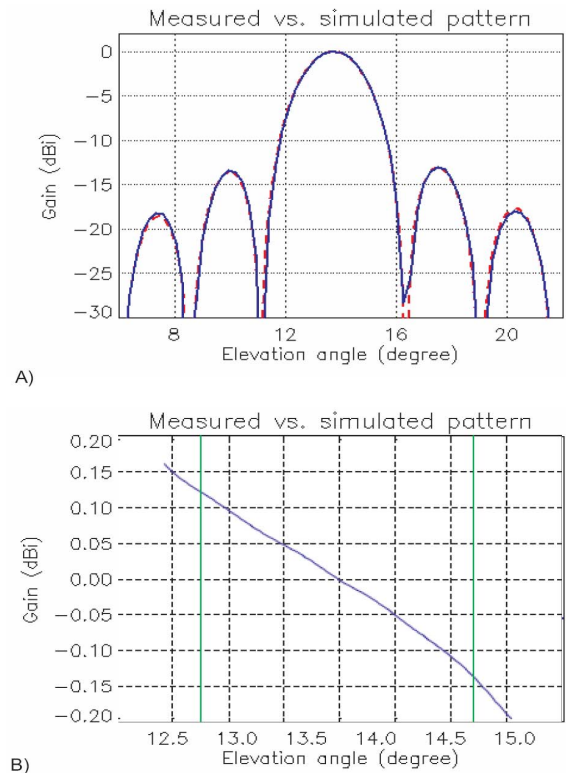 Measured vs. simulated pattern
0
−5
−10
−15
−20
−25
−30
Gain (dBi)
8 12 16 20
Elevation angle (degree)
A)
Measured vs. simulated pattern
0.20
0.15
0.10
0.05
0.00
−0.05
−0.10
−0.15
−0.20
Gain (dBi)
12.5 13.0 13.5 14.0 14.5 15.0
Elevation angle (degree)
B)